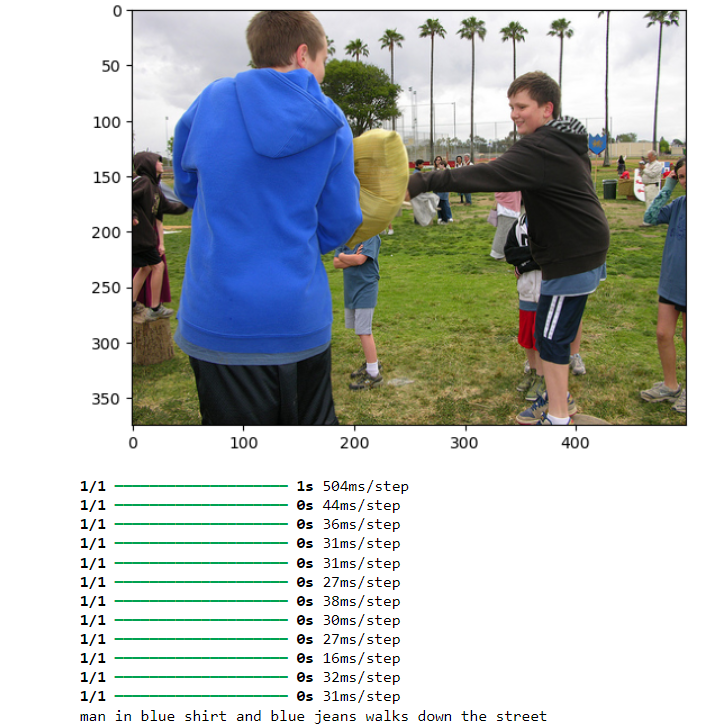 0
50
100
150
200
250
300
350
0 100 200 300 400
1/1 ━━━━━━━━━━━━━━━━━━━━ 1s 504ms/step
1/1 ━━━━━━━━━━━━━━━━━━━━ 0s 44ms/step
1/1 ━━━━━━━━━━━━━━━━━━━━ 0s 36ms/step
1/1 ━━━━━━━━━━━━━━━━━━━━ 0s 31ms/step
1/1 ━━━━━━━━━━━━━━━━━━━━ 0s 31ms/step
1/1 ━━━━━━━━━━━━━━━━━━━━ 0s 27ms/step
1/1 ━━━━━━━━━━━━━━━━━━━━ 0s 38ms/step
1/1 ━━━━━━━━━━━━━━━━━━━━ 0s 30ms/step
1/1 ━━━━━━━━━━━━━━━━━━━━ 0s 27ms/step
1/1 ━━━━━━━━━━━━━━━━━━━━ 0s 16ms/step
1/1 ━━━━━━━━━━━━━━━━━━━━ 0s 32ms/step
1/1 ━━━━━━━━━━━━━━━━━━━━ 0s 31ms/step
man in blue shirt and blue jeans walks down the street